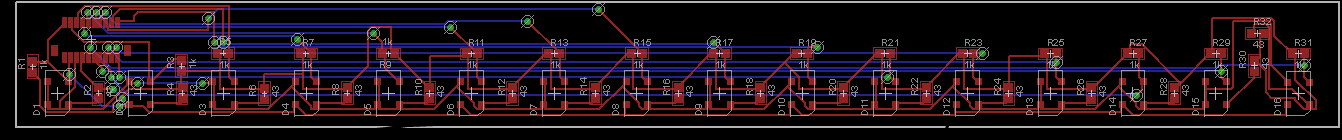 R32
43
R7 R11 R13 R15 R17 R19 R21 R23 R25 R27 R29 R31
1k 1k 1k 1k 1k 1k 1k 1k 1k 1k 1k 1k
R1 1k R3 R9 R30 43
R2 R4 43 R6 43 R8 43 R10 43 R12 43 R14 43 R16 43 R18 43 R20 43 R22 43 R24 43 R26 43 R28 43
D1 D3 D4 D5 D6 D7 D8 D9 D10 D11 D12 D13 D14 D15 D16